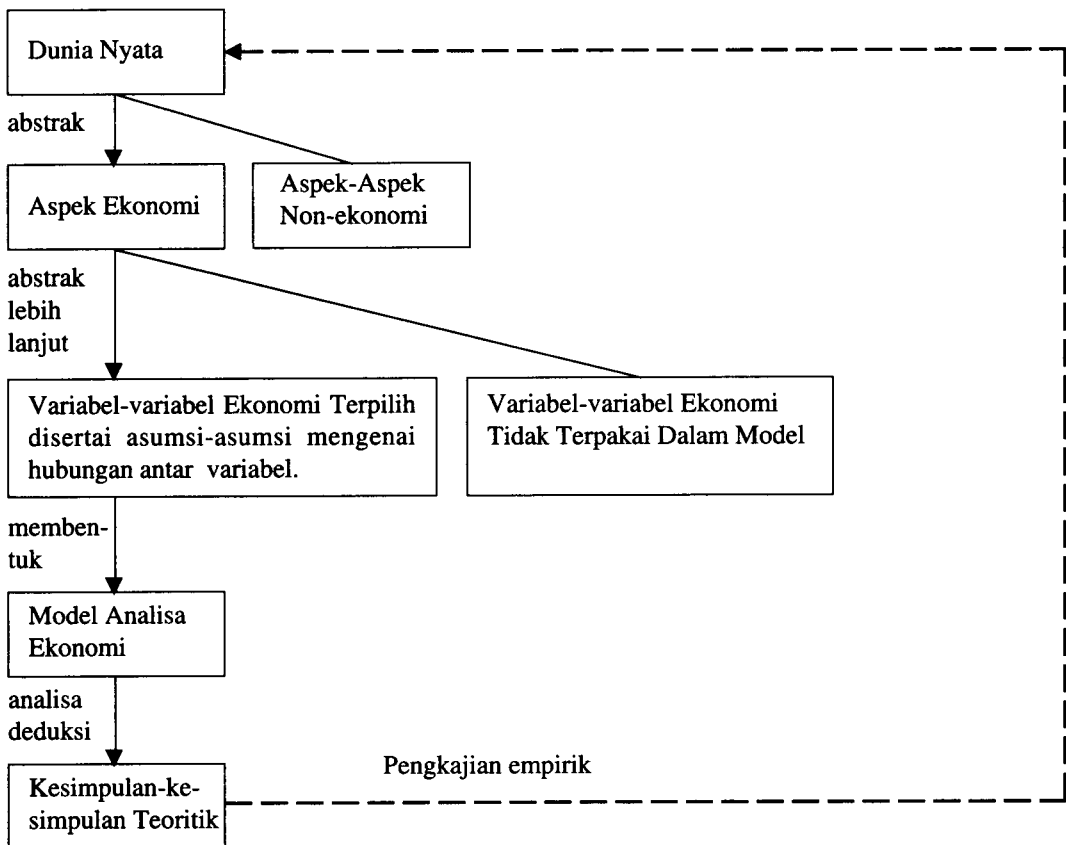 Dunia Nyata
abstrak
Aspek Ekonomi
Aspek-Aspek
Non-ekonomi
abstrak
lebih
lanjut
Variabel-variabel Ekonomi Terpilih
disertai asumsi-asumsi mengenai
hubungan antar variabel.
Variabel-variabel Ekonomi
Tidak Terpakai Dalam Model
memben-
tuk
Model Analisa
Ekonomi
analisa
deduksi
Pengkajian empirik
Kesimpulan-ke-
simpulan Teoritik